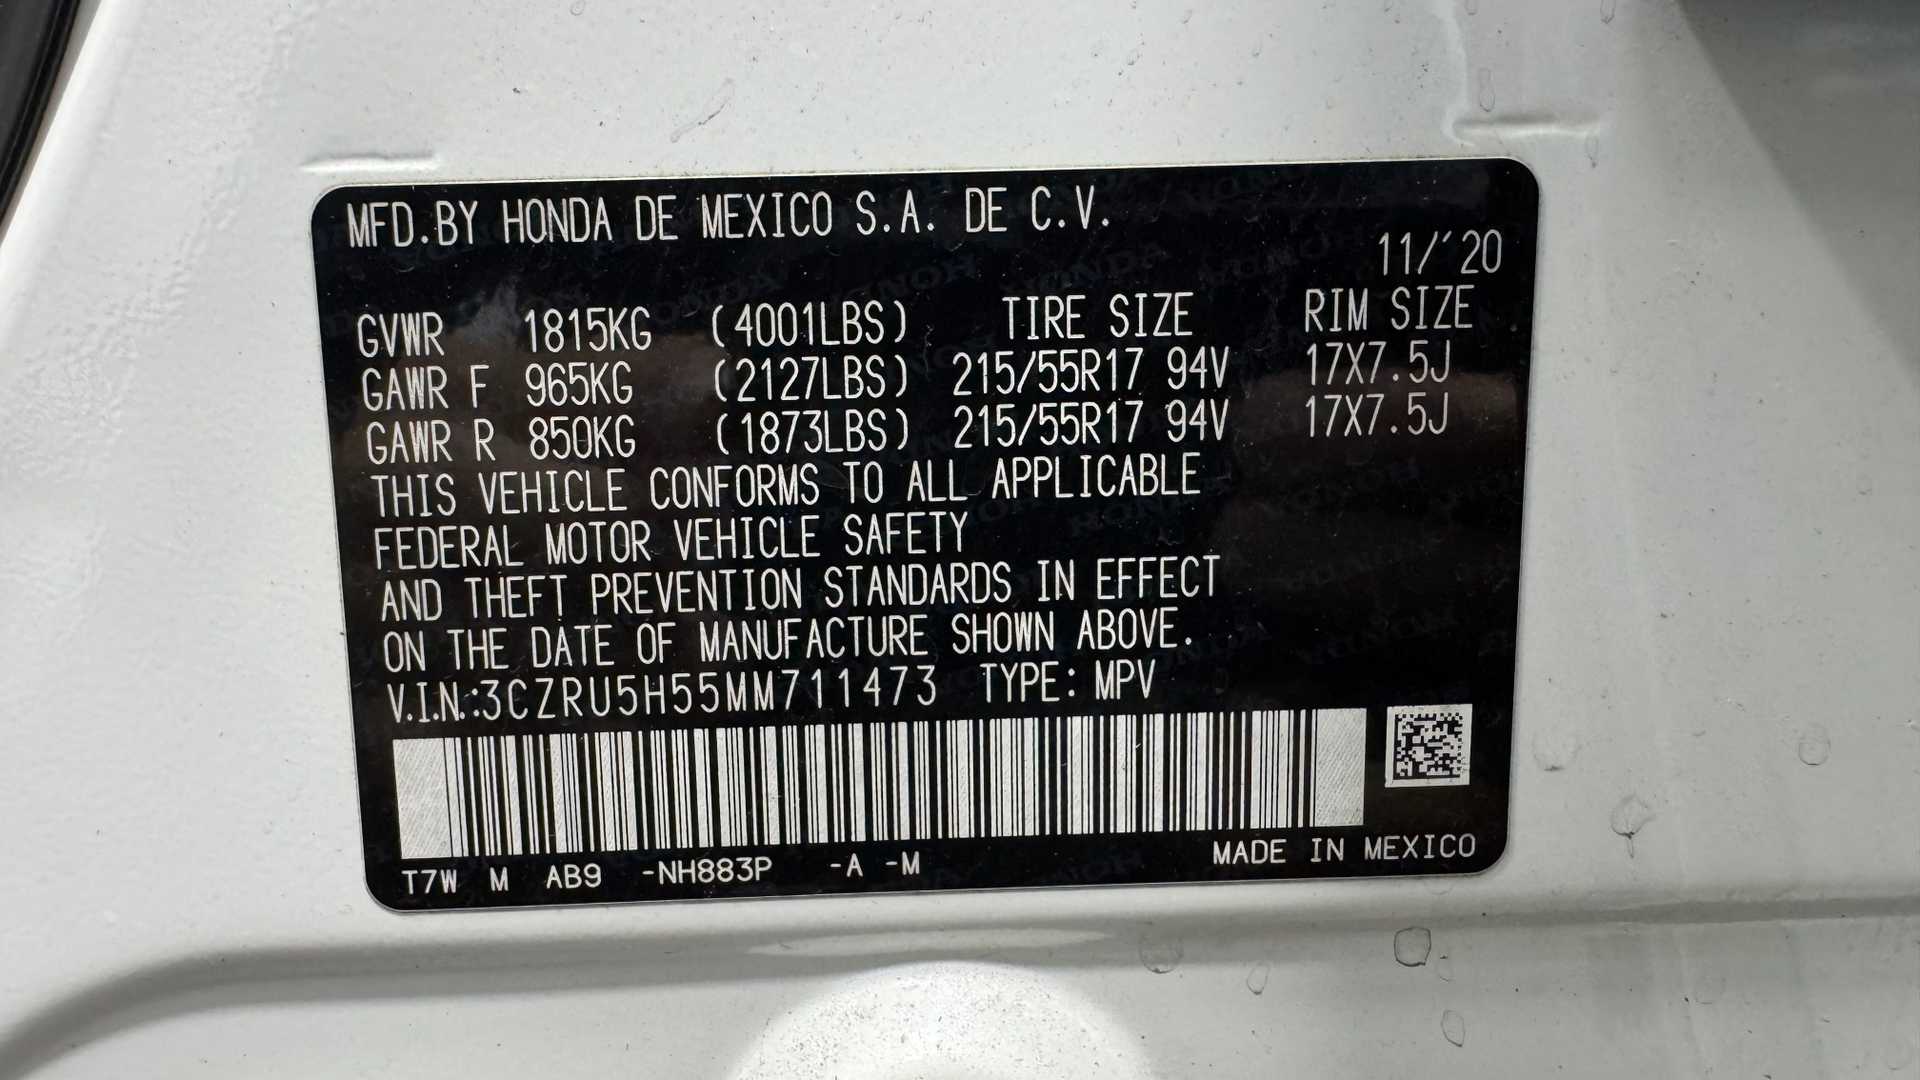 MFD.BY HONDA DE MEXICO S.A. DE C.V.
11/'20
GVWR 1815KG (4001LBS) TIRE SIZE RIM SIZE
GAWR F 965KG (2127LBS) 215/55R17 94V 17X7.5J
GAWR R 850KG (1873LBS) 215/55R17 94V 17X7.5J
THIS VEHICLE CONFORMS TO ALL APPLICABLE
FEDERAL MOTOR VEHICLE SAFETY
AND THEFT PREVENTION STANDARDS IN EFFECT
ON THE DATE OF MANUFACTURE SHOWN ABOVE.
V.I.N.:3CZRU5H55MM711473 TYPE: MPV
T7W M AB9 -NH883P -A -M MADE IN MEXICO